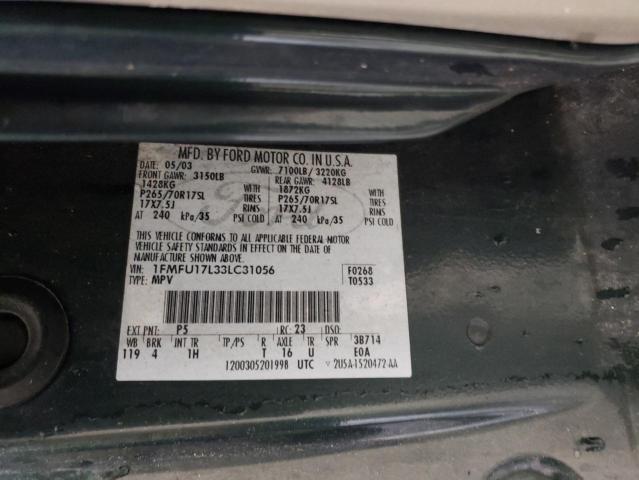 MFD. BY FORD MOTOR CO. IN U.S.A.
DATE: 05/03 GVWR: 7100LB/ 3220KG
FRONT GAWR: 3150LB REAR GAWR: 4128LB
1428KG WITH 1872KG WITH
P265/70R17SL TIRES P265/70R17SL TIRES
17X7.5J RIMS 17X7.5J RIMS
AT 240 kPa/35 PSI COLD AT 240 kPa/35 PSI COLD
THIS VEHICLE CONFORMS TO ALL APPLICABLE FEDERAL MOTOR
VEHICLE SAFETY STANDARDS IN EFFECT ON THE DATE OF
MANUFACTURE SHOWN ABOVE.
VIN: 1FMFU17L33LC31056 F0268
TYPE: MPV T0533
EXT PNT: P5 RC: 23 DSO:
WB BRK INT TR TP/PS R AXLE TR SPR 3B714
119 4 1H T 16 U E0A
1200305201998 UTC 2U5A-1520472-AA
Ford